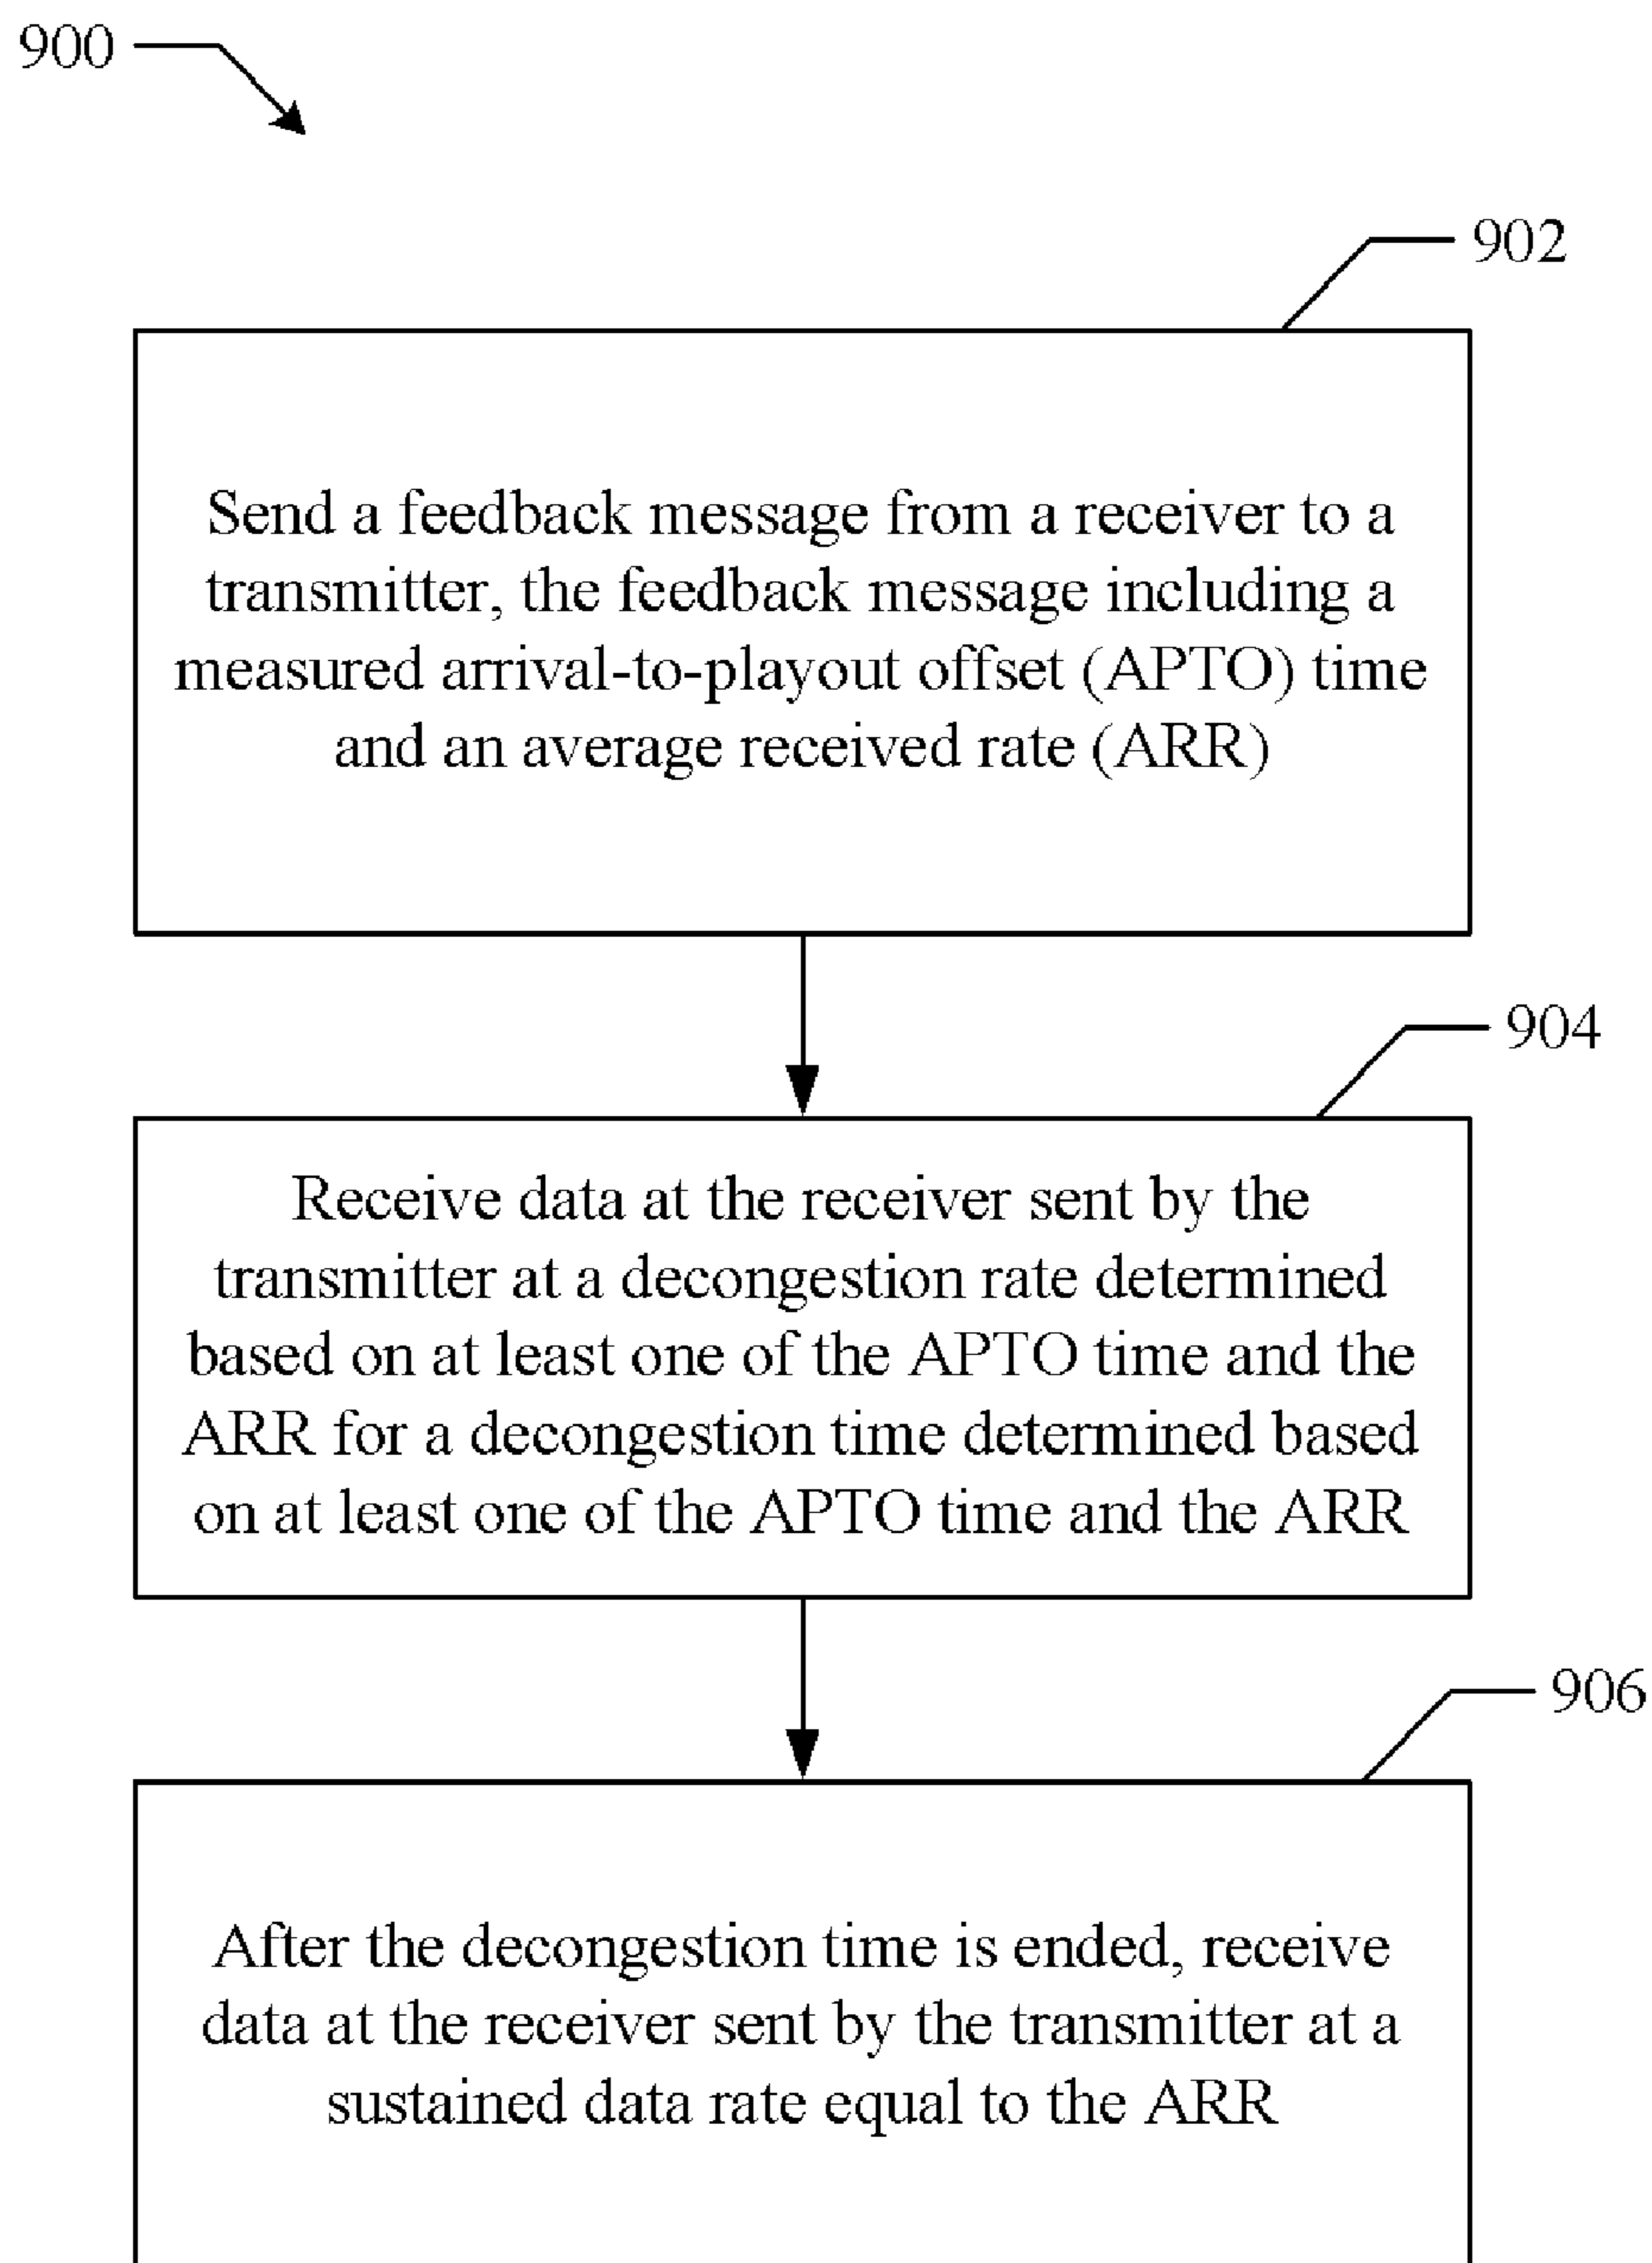 900
902
Send a feedback message from a receiver to a
transmitter, the feedback message including a
measured arrival-to-playout offset (APTO) time
and an average received rate (ARR)
904
Receive data at the receiver sent by the
transmitter at a decongestion rate determined
based on at least one of the APTO time and the
ARR for a decongestion time determined based
on at least one of the APTO time and the ARR
906
After the decongestion time is ended, receive
data at the receiver sent by the transmitter at a
sustained data rate equal to the ARR